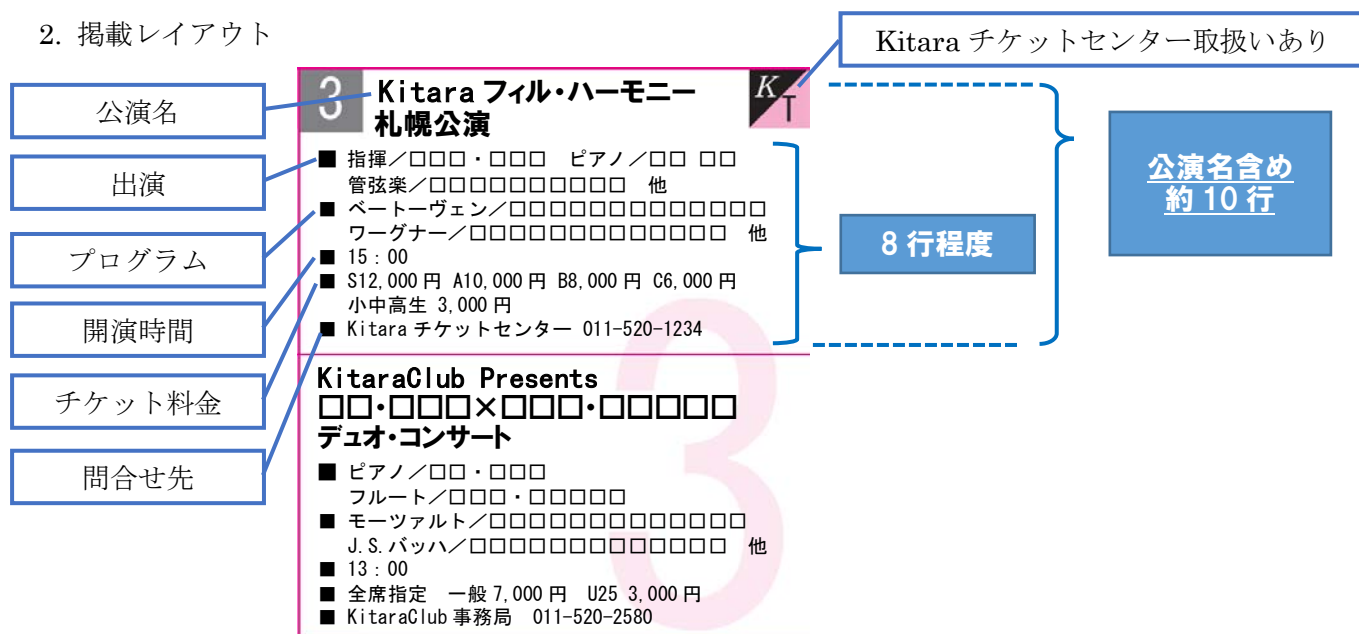 2. 掲載レイアウト
Kitara チケットセンター取扱いあり
公演名
出演
プログラム
開演時間
チケット料金
問合せ先
3
Kitara フィル・ハーモニー
札幌公演
K T
■ 指揮／□□□・□□□ ピアノ／□□ □□
管弦楽／□□□□□□□□□□ 他
■ ベートーヴェン／□□□□□□□□□□□□□
ワーグナー／□□□□□□□□□□□□□ 他
■ 15：00
■ S12,000 円 A10,000 円 B8,000 円 C6,000 円
小中高生 3,000 円
■ Kitara チケットセンター 011-520-1234
8 行程度
公演名含め
約 10 行
3
KitaraClub Presents
□□・□□□×□□□・□□□□□
デュオ・コンサート
■ ピアノ／□□・□□□
フルート／□□□・□□□□□
■ モーツァルト／□□□□□□□□□□□□□
J.S.バッハ／□□□□□□□□□□□□□ 他
■ 13：00
■ 全席指定 一般 7,000 円 U25 3,000 円
■ KitaraClub 事務局 011-520-2580